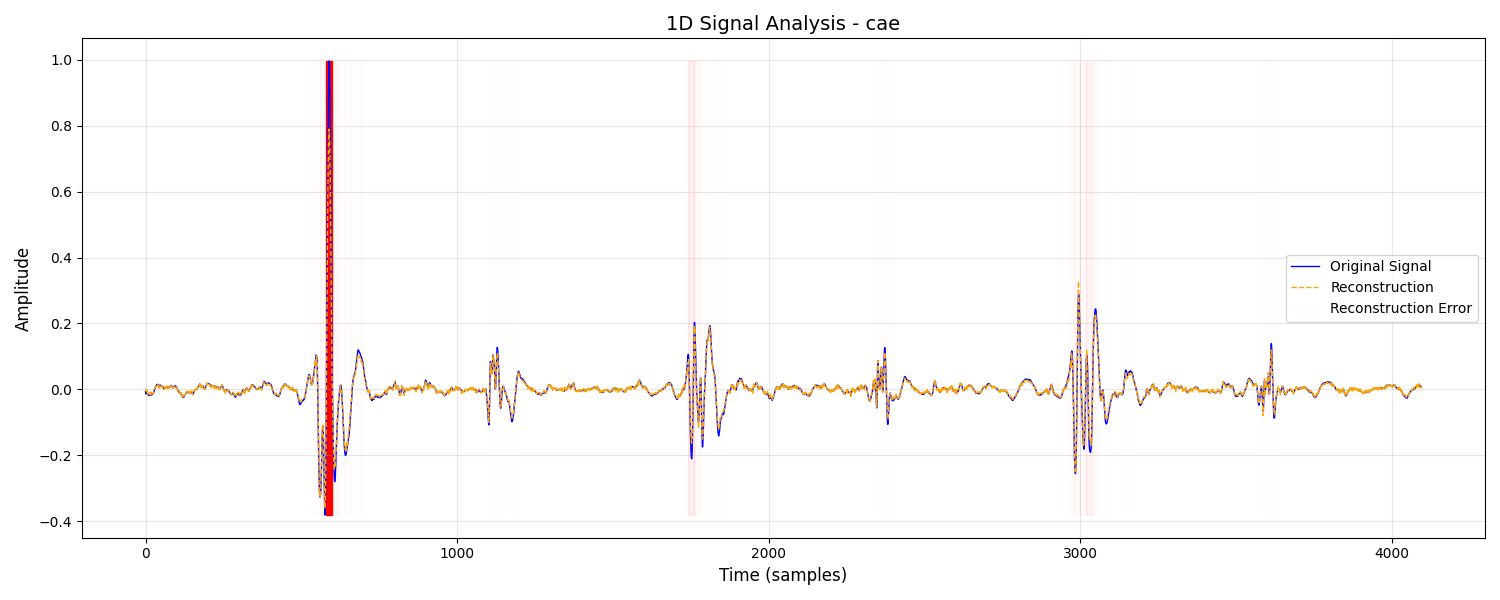 1D Signal Analysis - cae
Amplitude
1.0
0.8
0.6
0.4
0.2
0.0
−0.2
−0.4
Original Signal
Reconstruction
Reconstruction Error
0 1000 2000 3000 4000
Time (samples)